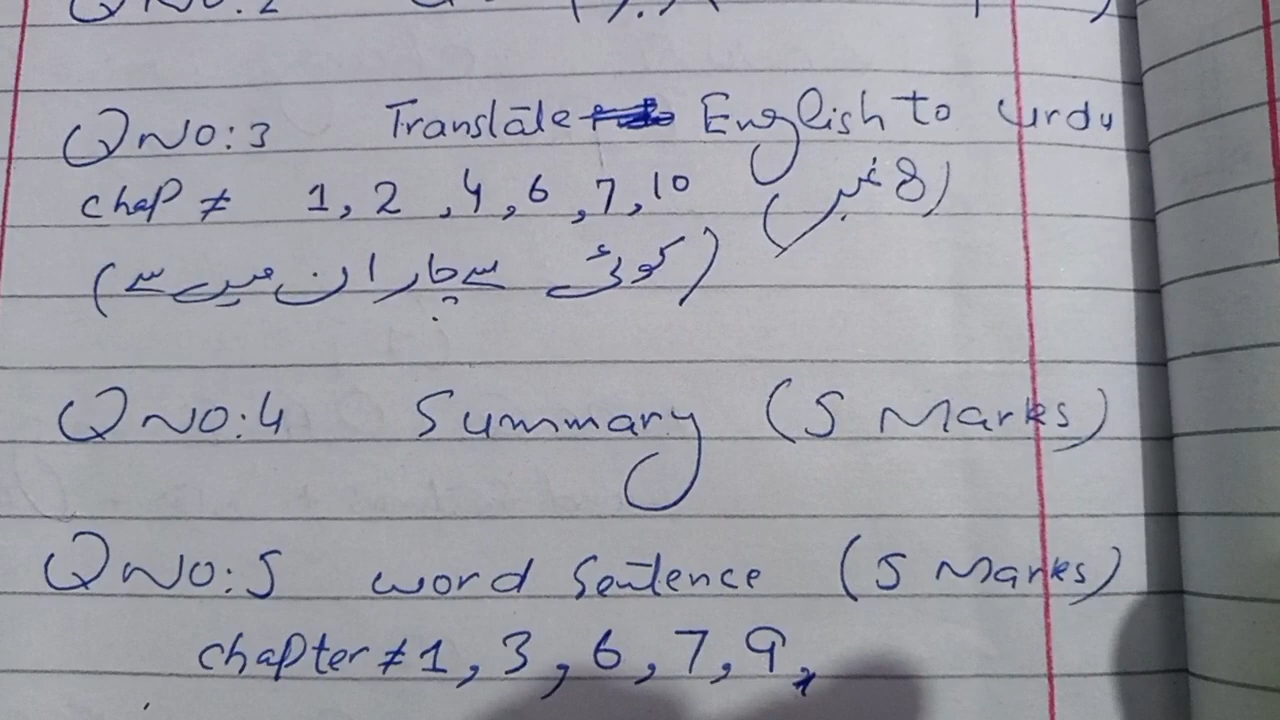 Q NO:2
Q NO:3 Translate English to Urdu
chap ≠ 1, 2, 4, 6, 7, 10 (8 نمبر)
(کوئی سے چار ان میں سے)
Q NO:4 Summary (5 Marks)
Q NO:5 word Sentence (5 Marks)
chapter ≠ 1, 3, 6, 7, 9,